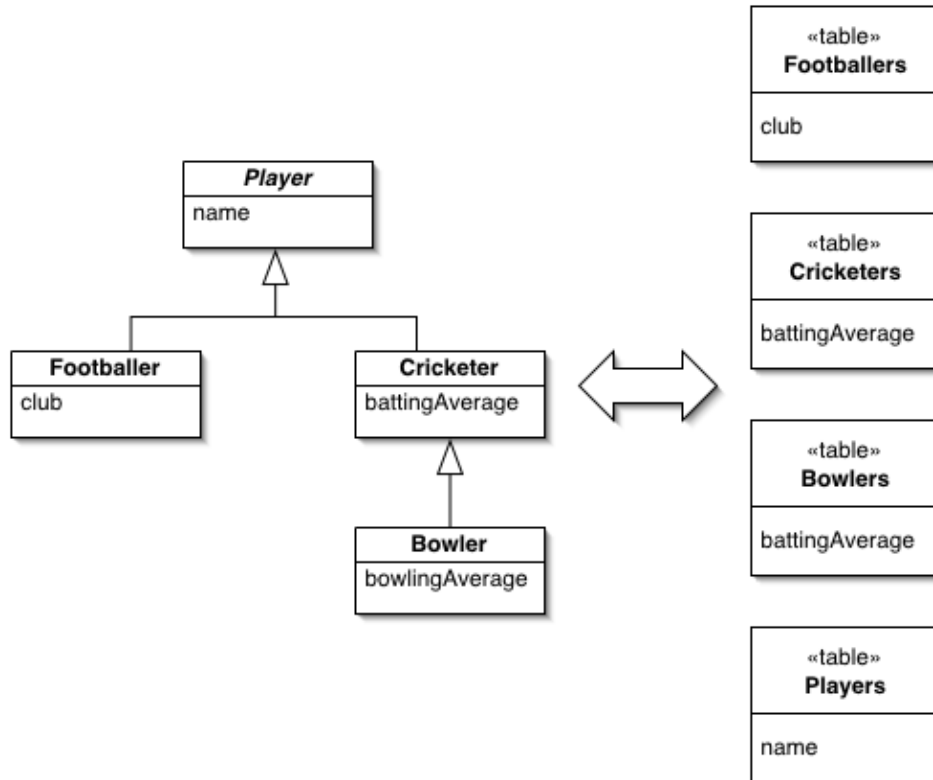 Player
name
Footballer
club
Cricketer
battingAverage
Bowler
bowlingAverage
«table»
Footballers
club
«table»
Cricketers
battingAverage
«table»
Bowlers
battingAverage
«table»
Players
name